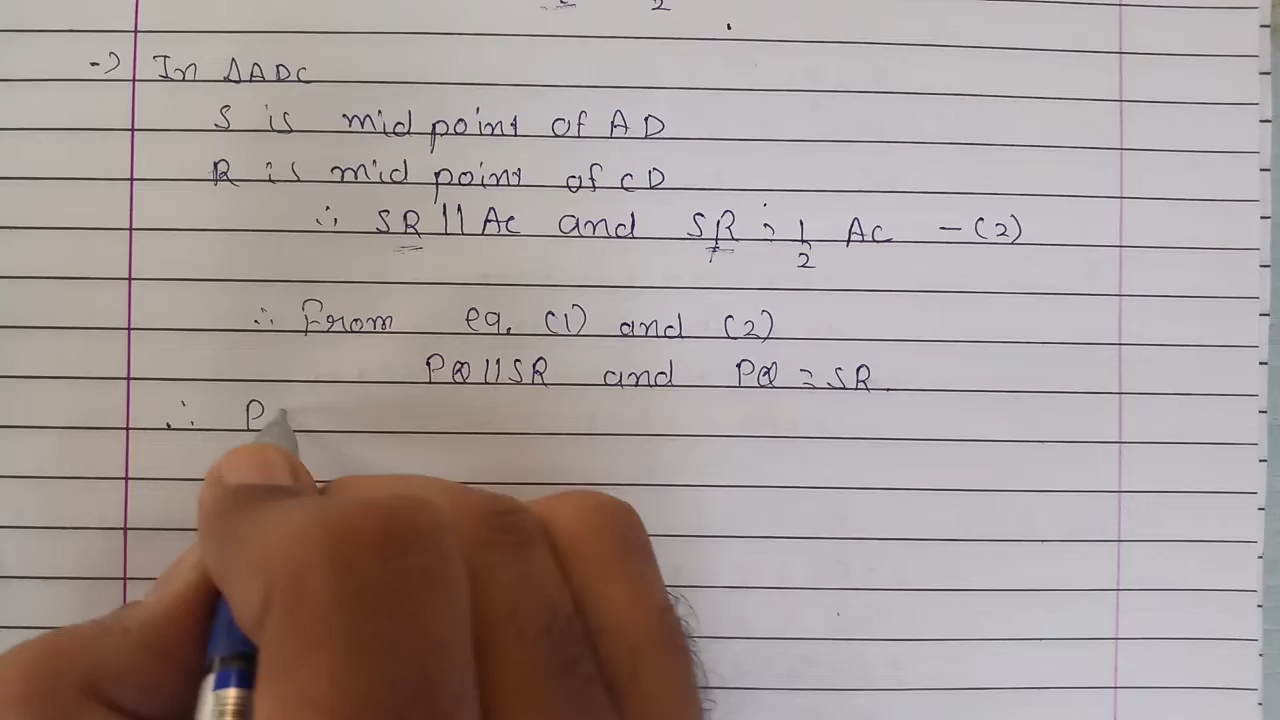 2
-> In ΔADC
S is mid point of AD
R is mid point of CD
∴ SR || AC and SR = 1/2 AC - (2)
∴ From eq. (1) and (2)
PQ || SR and PQ = SR
∴ P